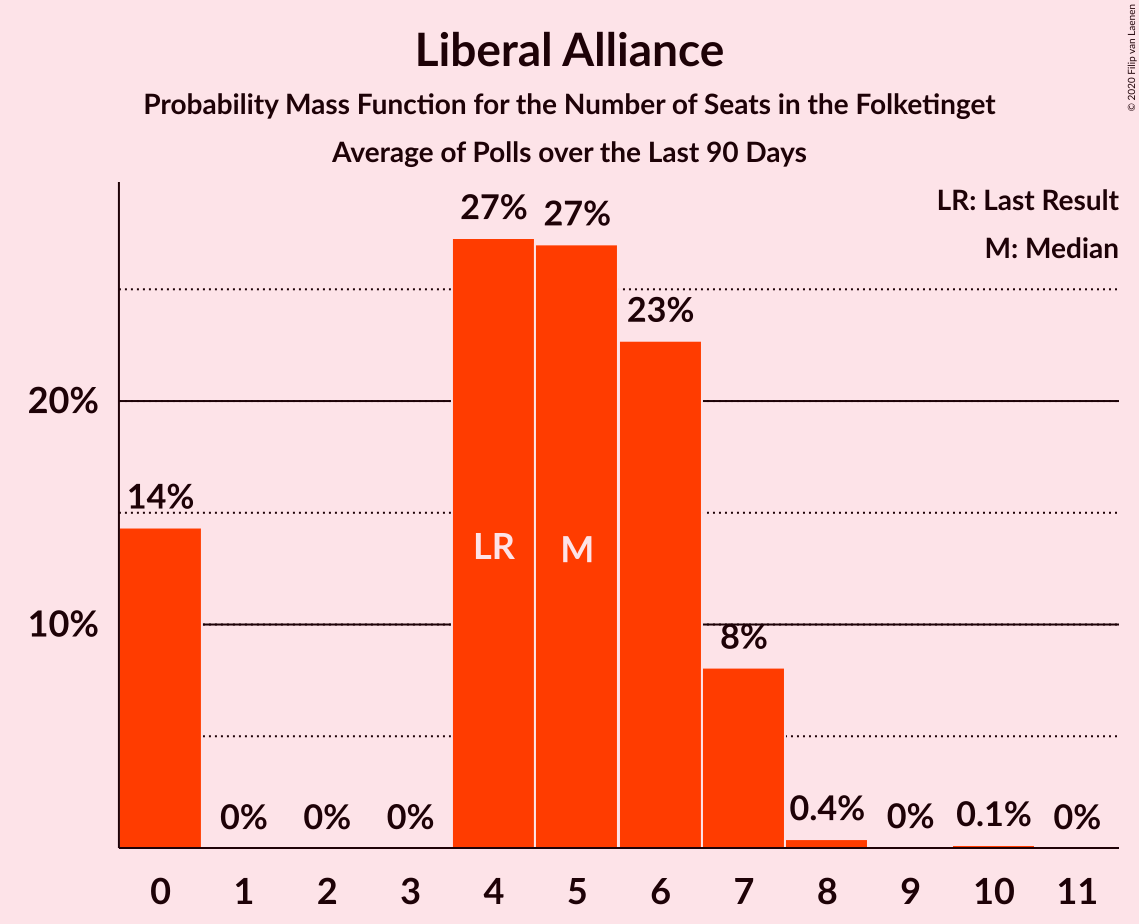 Liberal Alliance
Probability Mass Function for the Number of Seats in the Folketinget
Average of Polls over the Last 90 Days
© 2020 Filip van Laenen
LR: Last Result
M: Median
27%
27%
23%
20%
14%
LR
M
10%
8%
0%
0%
0%
0.4%
0%
0.1%
0%
0 1 2 3 4 5 6 7 8 9 10 11